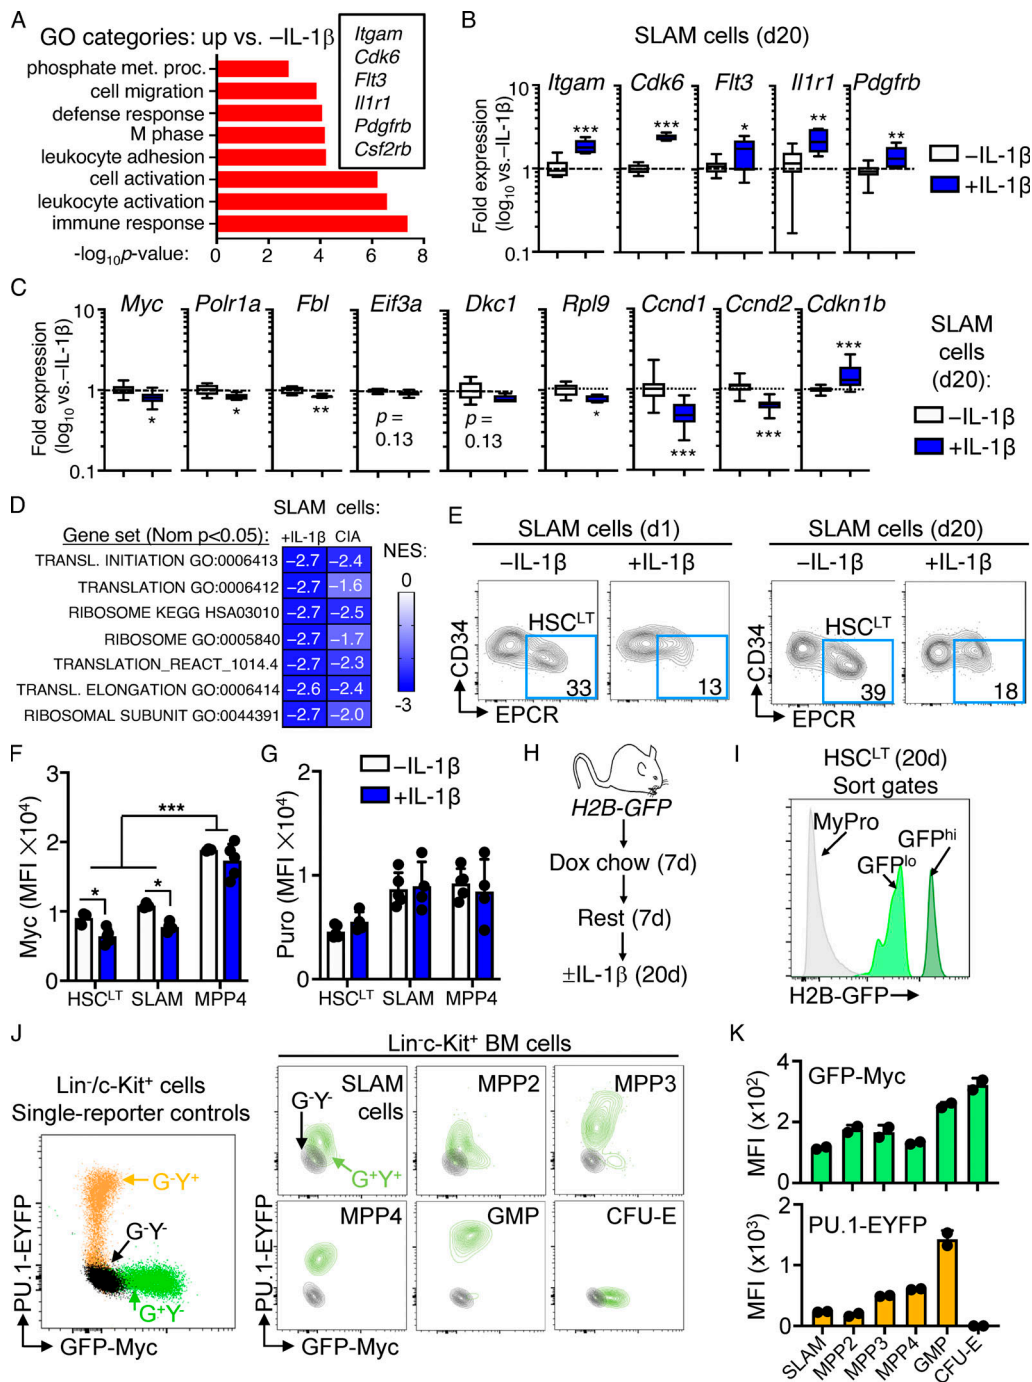 A
GO categories: up vs. –IL-1β
Itgam
Cdk6
Flt3
Il1r1
Pdgfrb
Csf2rb
phosphate met. proc.
cell migration
defense response
M phase
leukocyte adhesion
cell activation
leukocyte activation
immune response
-log10p-value:
0 2 4 6 8
B
SLAM cells (d20)
Itgam Cdk6 Flt3 Il1r1 Pdgfrb
Fold expression
(log10 vs.–IL-1β)
10
1
0.1
*** *** * ** **
–IL-1β
+IL-1β
C
Myc Polr1a Fbl Eif3a Dkc1 Rpl9 Ccnd1 Ccnd2 Cdkn1b
Fold expression
(log10 vs.–IL-1β)
10
1
0.1
* * ** p = 0.13 p = 0.13 * *** *** ***
SLAM
cells
(d20):
–IL-1β
+IL-1β
D
SLAM cells:
Gene set (Nom p<0.05): +IL-1β CIA
TRANSL. INITIATION GO:0006413 –2.7 –2.4
TRANSLATION GO:0006412 –2.7 –1.6
RIBOSOME KEGG HSA03010 –2.7 –2.5
RIBOSOME GO:0005840 –2.7 –1.7
TRANSLATION_REACT_1014.4 –2.7 –2.3
TRANSL. ELONGATION GO:0006414 –2.6 –2.4
RIBOSOMAL SUBUNIT GO:0044391 –2.7 –2.0
NES:
0
–3
E
SLAM cells (d1)
–IL-1β +IL-1β
HSCLT
33
13
CD34
EPCR
SLAM cells (d20)
–IL-1β +IL-1β
HSCLT
39
18
CD34
EPCR
F
Myc (MFI ×10⁴)
3
2
1
0
***
* *
HSCLT SLAM MPP4
G
–IL-1β
+IL-1β
Puro (MFI ×10⁴)
2
1
0
HSCLT SLAM MPP4
H
H2B-GFP
Dox chow (7d)
Rest (7d)
±IL-1β (20d)
I
HSCLT (20d)
Sort gates
MyPro
GFPlo
GFPhi
H2B-GFP
J
Lin-/c-Kit+ cells
Single-reporter controls
G-Y+
G-Y-
G+Y-
PU.1-EYFP
GFP-Myc
Lin-c-Kit+ BM cells
SLAM
cells
G-Y-
G+Y+
MPP2
MPP3
MPP4
GMP
CFU-E
PU.1-EYFP
GFP-Myc
K
GFP-Myc
MFI (x10²)
4
2
0
PU.1-EYFP
MFI (x10³)
2
1
0
SLAM MPP2 MPP3 MPP4 GMP CFU-E